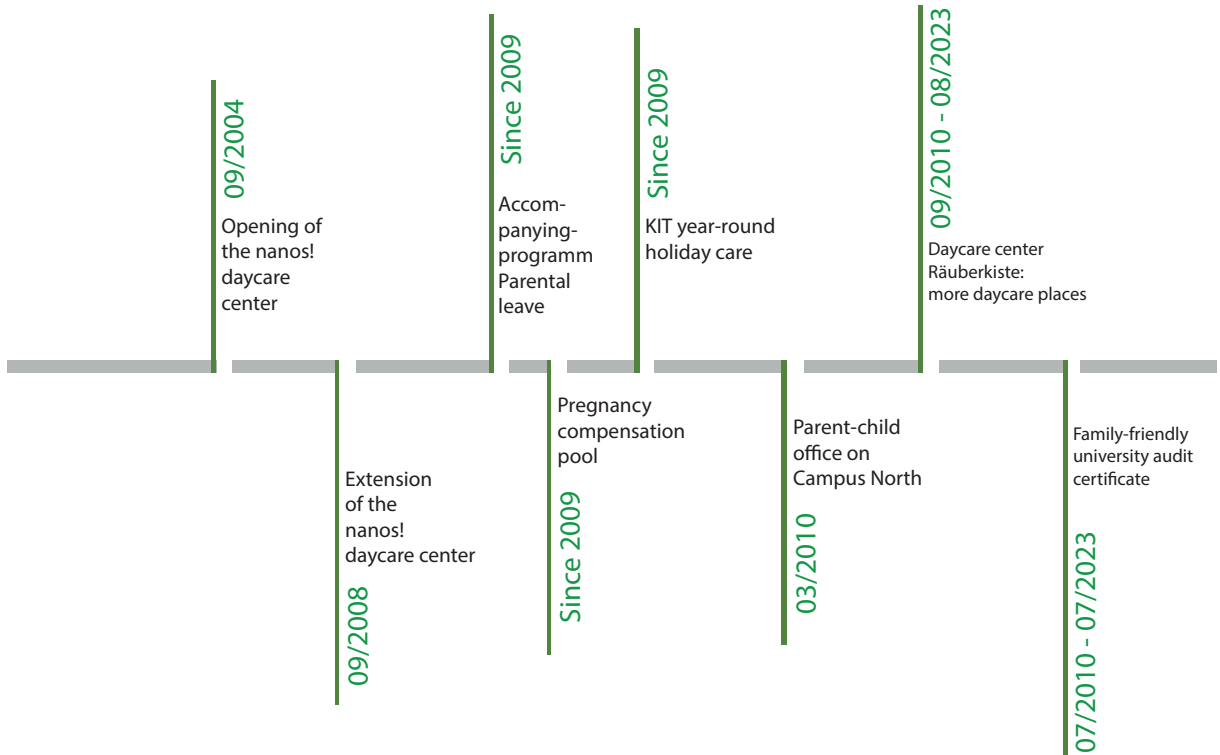 09/2004
Opening of
the nanos!
daycare
center
09/2008
Extension
of the
nanos!
daycare center
Since 2009
Accom-
panying-
programm
Parental
leave
Since 2009
Pregnancy
compensation
pool
Since 2009
KIT year-round
holiday care
03/2010
Parent-child
office on
Campus North
09/2010 - 08/2023
Daycare center
Räuberkiste:
more daycare places
07/2010 - 07/2023
Family-friendly
university audit
certificate